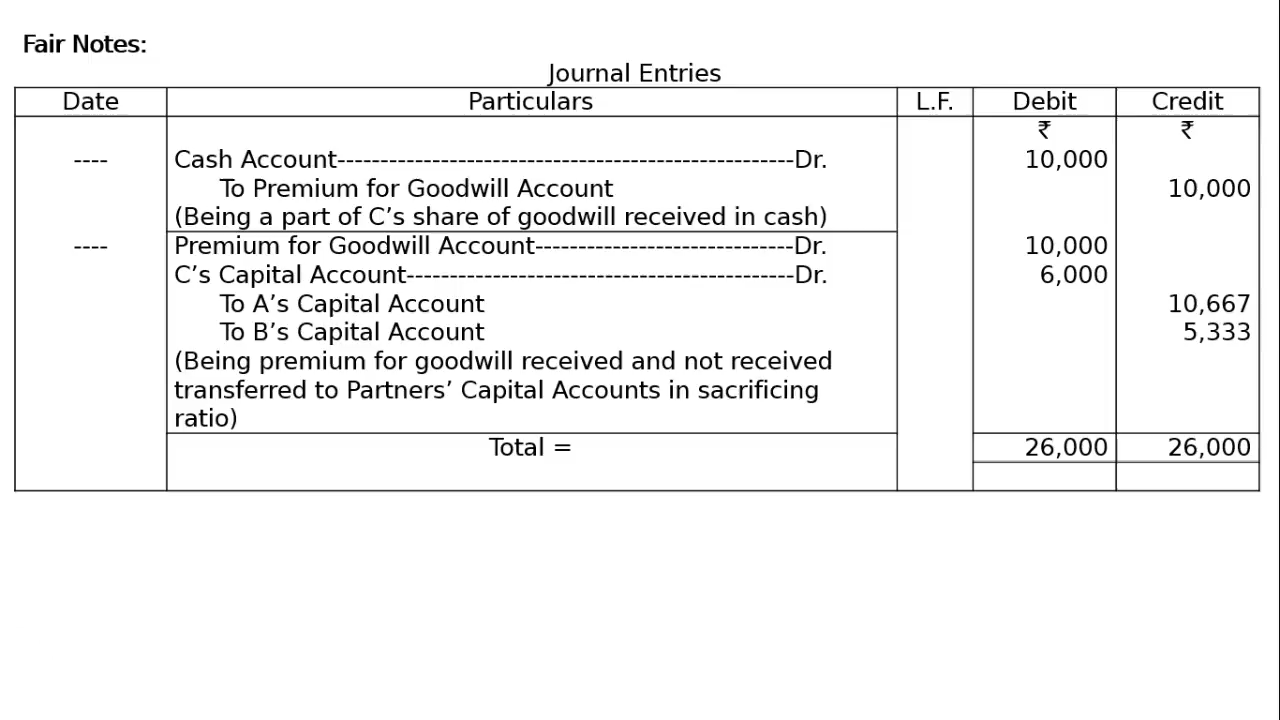 Fair Notes:
Journal Entries
Date Particulars L.F. Debit Credit
₹ ₹
---- Cash Account-----------------------------------------------------Dr. 10,000
To Premium for Goodwill Account 10,000
(Being a part of C’s share of goodwill received in cash)
---- Premium for Goodwill Account------------------------------Dr. 10,000
C’s Capital Account---------------------------------------------Dr. 6,000
To A’s Capital Account 10,667
To B’s Capital Account 5,333
(Being premium for goodwill received and not received
transferred to Partners’ Capital Accounts in sacrificing
ratio)
Total = 26,000 26,000